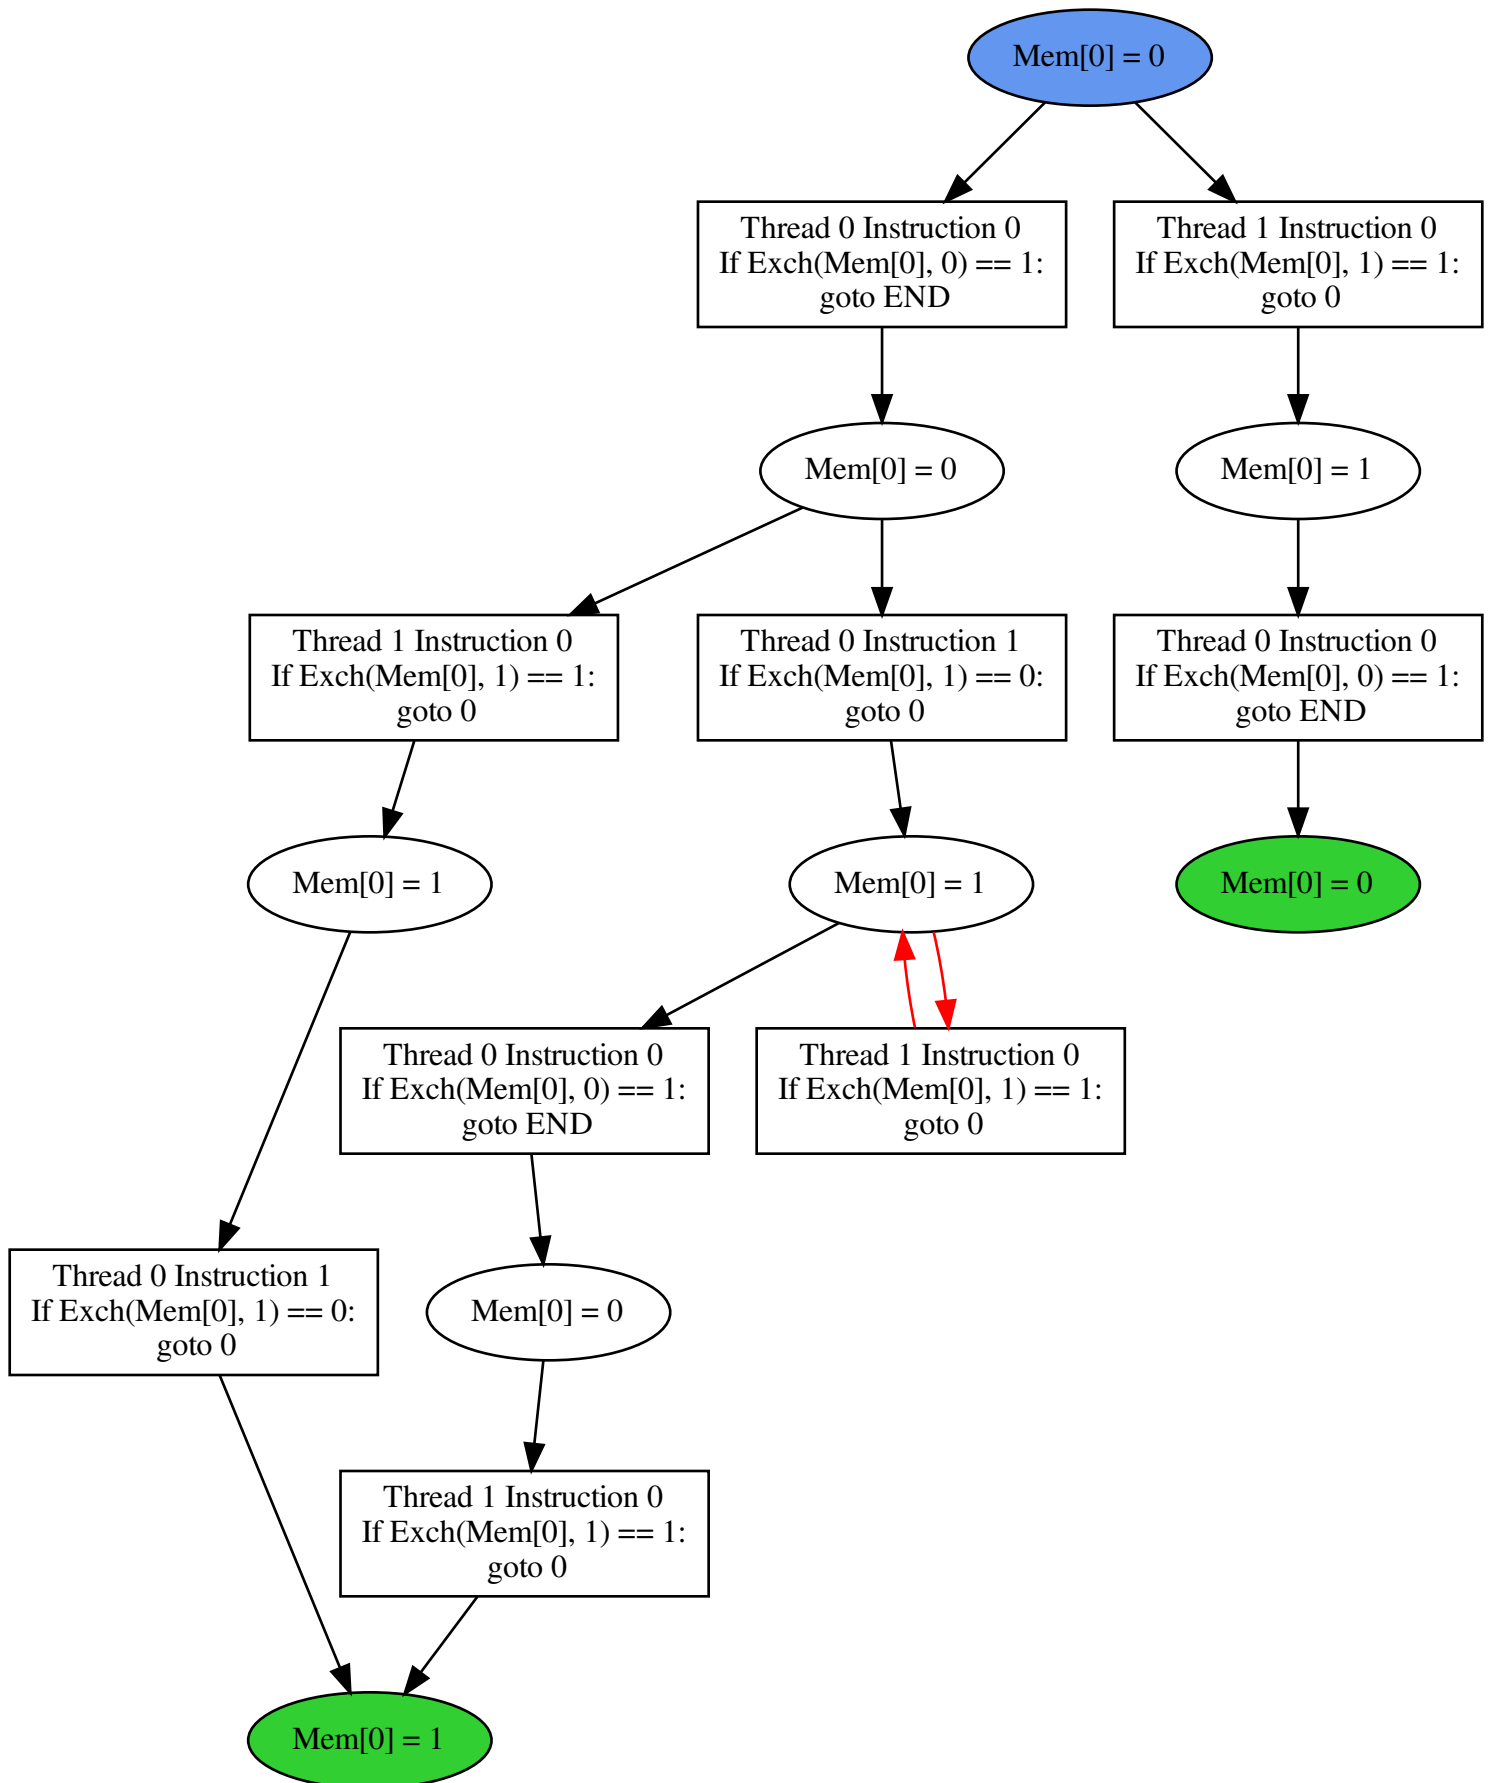 Mem[0] = 0
Thread 0 Instruction 0
If Exch(Mem[0], 0) == 1:
goto END
Thread 1 Instruction 0
If Exch(Mem[0], 1) == 1:
goto 0
Mem[0] = 0
Mem[0] = 1
Thread 1 Instruction 0
If Exch(Mem[0], 1) == 1:
goto 0
Thread 0 Instruction 1
If Exch(Mem[0], 1) == 0:
goto 0
Thread 0 Instruction 0
If Exch(Mem[0], 0) == 1:
goto END
Mem[0] = 1
Mem[0] = 1
Mem[0] = 0
Thread 0 Instruction 0
If Exch(Mem[0], 0) == 1:
goto END
Thread 1 Instruction 0
If Exch(Mem[0], 1) == 1:
goto 0
Thread 0 Instruction 1
If Exch(Mem[0], 1) == 0:
goto 0
Mem[0] = 0
Thread 1 Instruction 0
If Exch(Mem[0], 1) == 1:
goto 0
Mem[0] = 1